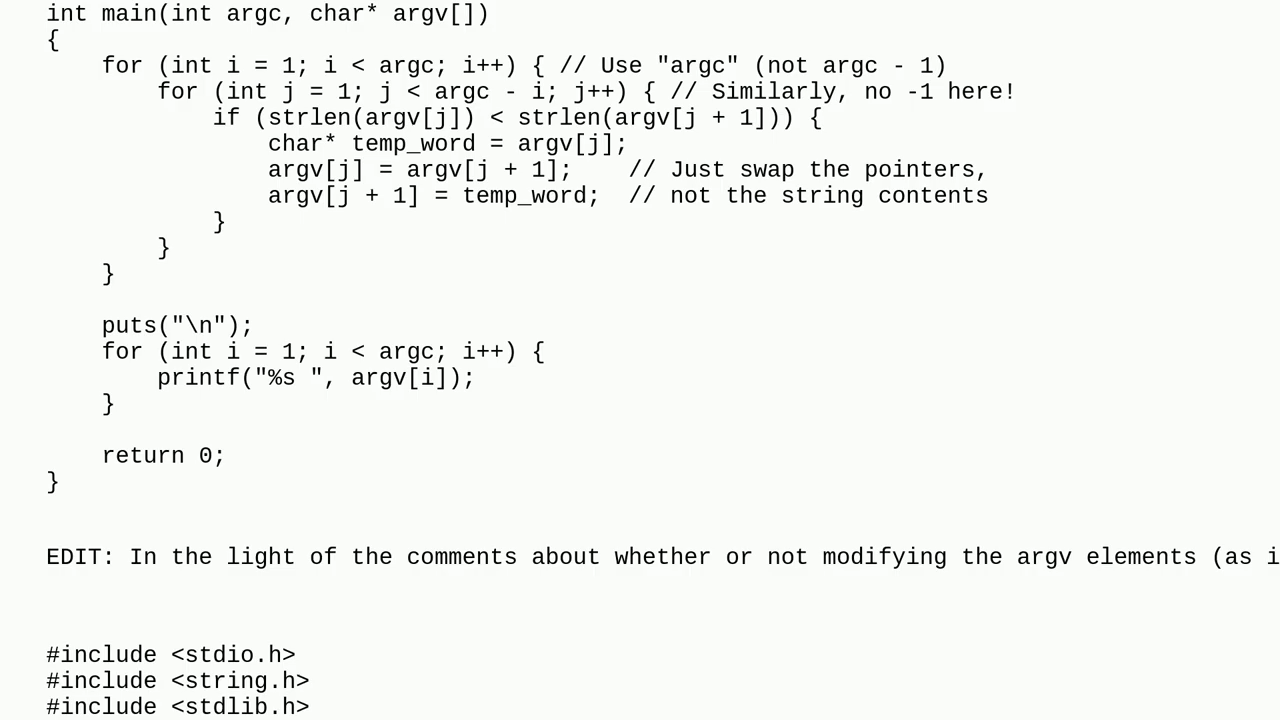 int main(int argc, char* argv[])
{
    for (int i = 1; i < argc; i++) { // Use "argc" (not argc - 1)
        for (int j = 1; j < argc - i; j++) { // Similarly, no -1 here!
            if (strlen(argv[j]) < strlen(argv[j + 1])) {
                char* temp_word = argv[j];
                argv[j] = argv[j + 1];    // Just swap the pointers,
                argv[j + 1] = temp_word;  // not the string contents
            }
        }
    }

    puts("\n");
    for (int i = 1; i < argc; i++) {
        printf("%s ", argv[i]);
    }

    return 0;
}

EDIT: In the light of the comments about whether or not modifying the argv elements (as i

#include <stdio.h>
#include <string.h>
#include <stdlib.h>